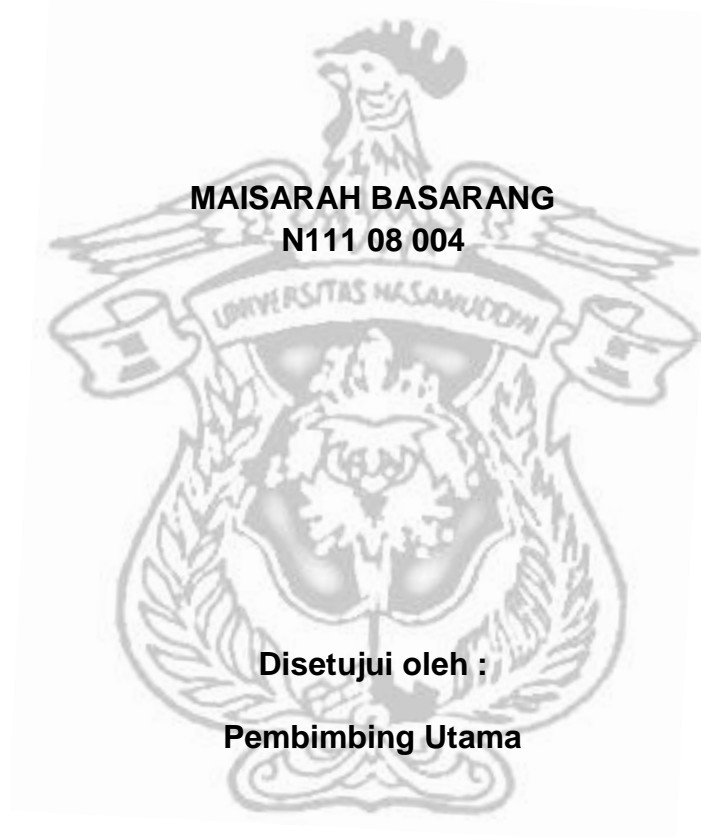 MAISARAH BASARANG
N111 08 004
UNIVERSITAS HASANUDDIN
Disetujui oleh :
Pembimbing Utama